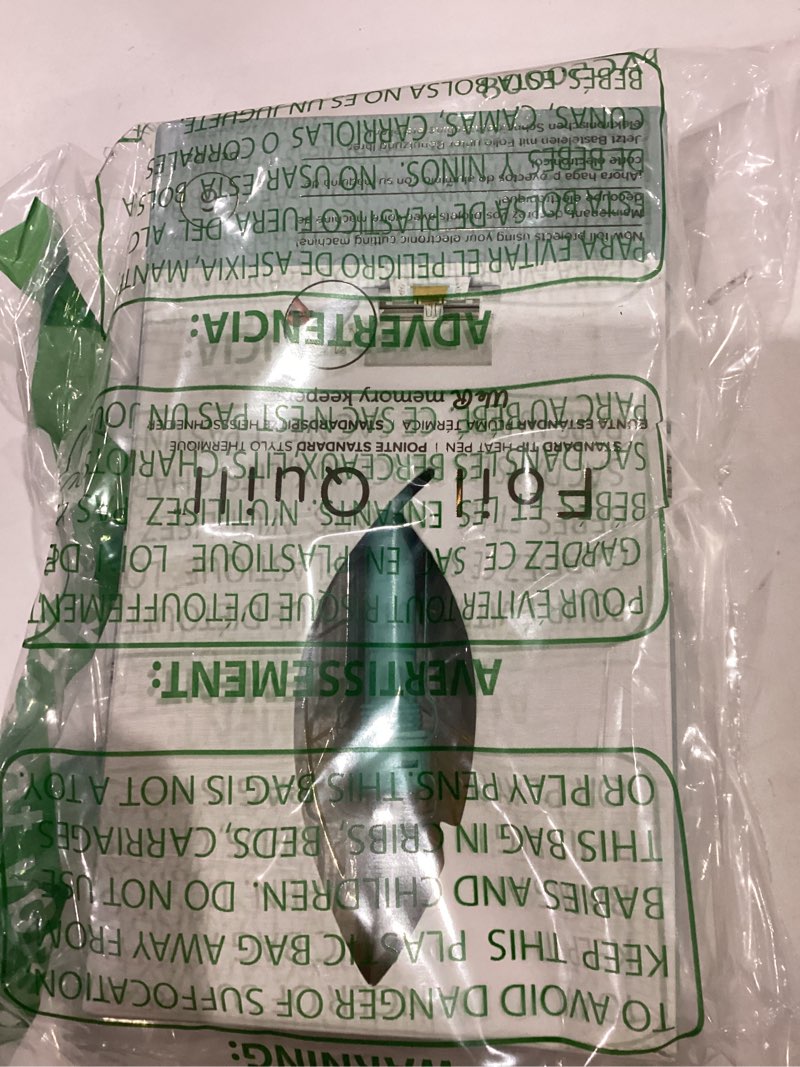 WARNING:
TO AVOID DANGER OF SUFFOCATION
KEEP THIS PLASTIC BAG AWAY FROM
BABIES AND CHILDREN. DO NOT USE
THIS BAG IN CRIBS, BEDS, CARRIAGES
OR PLAY PENS. THIS BAG IS NOT A TOY.
AVERTISSEMENT:
POUR ÉVITER TOUT RISQUE D'ÉTOUFFEMENT
GARDEZ CE SAC EN PLASTIQUE LOIN DE
BÉBÉS ET LES ENFANTS. N'UTILISEZ PAS
Foil Quill
SAC DANS LES BERCEAUX, LITS, CHARIOTS
STANDARD TIP HEAT PEN | POINTE STANDARD STYLO THERMIQUE
PUNTA ESTÁNDAR PLUMA TÉRMICA
PARC AU BÉBÉ. CE SAC N'EST PAS UN JOU
We R memory keepers
ADVERTENCIA:
PARA EVITAR EL PELIGRO DE ASFIXIA, MANT
Now foil projects using your electronic cutting machine!
LA BOLSA DE PLASTICO FUERA DEL ALC
BEBES Y NINOS. NO USAR ESTA BOLSA
CUNAS, CAMAS, CARRIOLAS O CORRALES
BEBÉS. ESTA BOLSA NO ES UN JUGUETE.